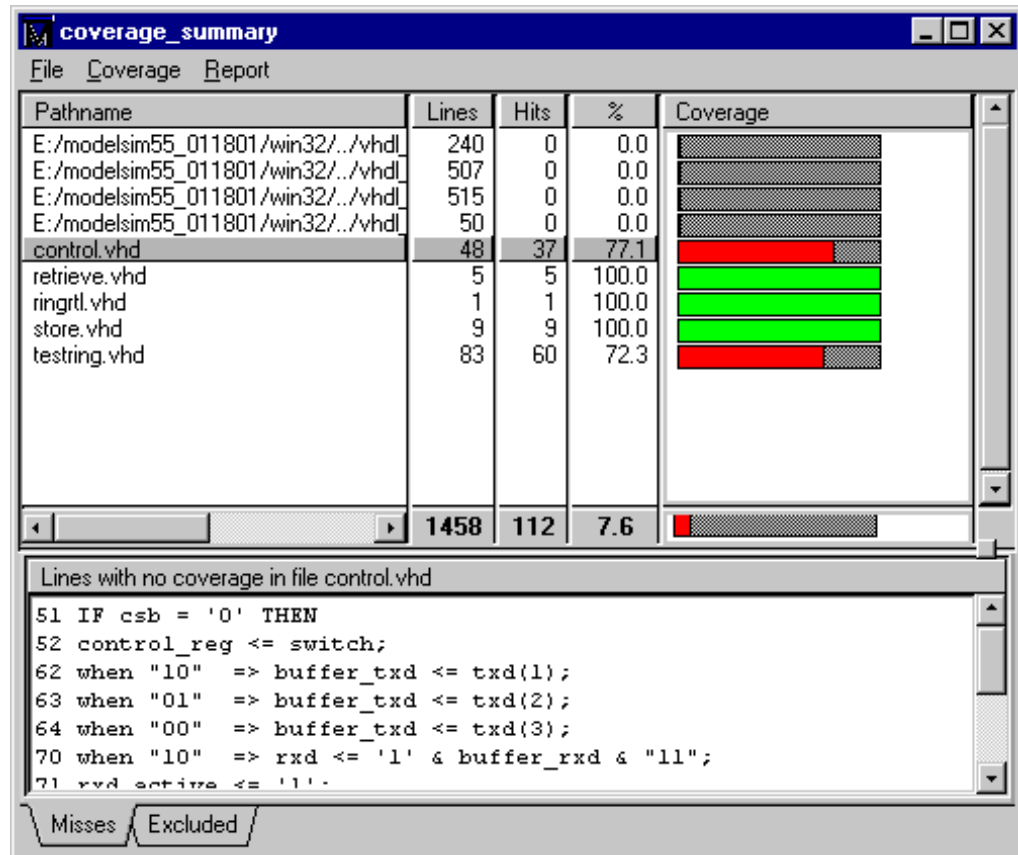 coverage_summary
File Coverage Report
Pathname Lines Hits % Coverage
E:/modelsim55_011801/win32/../vhdl_ 240 0 0.0
E:/modelsim55_011801/win32/../vhdl_ 507 0 0.0
E:/modelsim55_011801/win32/../vhdl_ 515 0 0.0
E:/modelsim55_011801/win32/../vhdl_ 50 0 0.0
control.vhd 48 37 77.1
retrieve.vhd 5 5 100.0
ringrtl.vhd 1 1 100.0
store.vhd 9 9 100.0
testring.vhd 83 60 72.3
1458 112 7.6
Lines with no coverage in file control.vhd
51 IF csb = '0' THEN
52 control_reg <= switch;
62 when "10" => buffer_txd <= txd(1);
63 when "01" => buffer_txd <= txd(2);
64 when "00" => buffer_txd <= txd(3);
70 when "10" => rxd <= '1' & buffer_rxd & "11";
71 rxd_active <= '1';
Misses Excluded